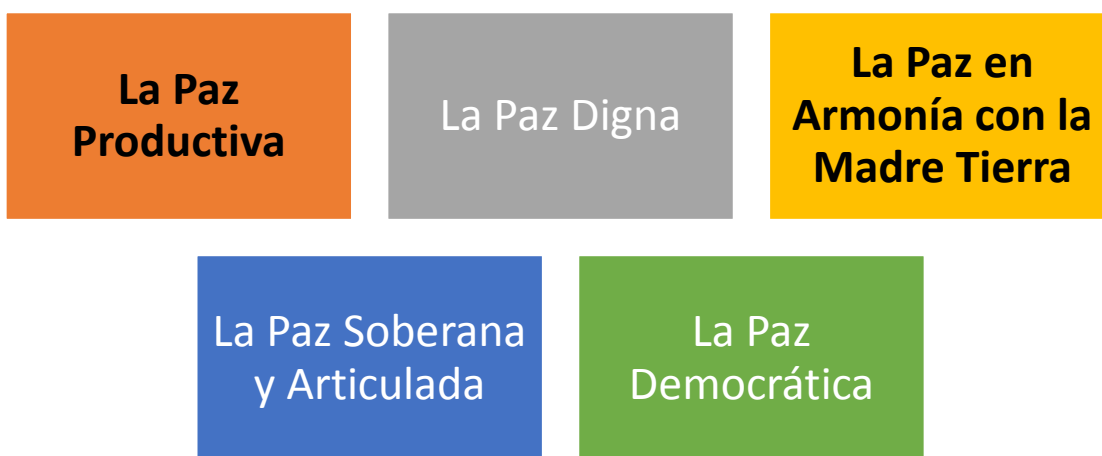 La Paz
Productiva
La Paz Digna
La Paz en
Armonía con la
Madre Tierra
La Paz Soberana
y Articulada
La Paz
Democrática